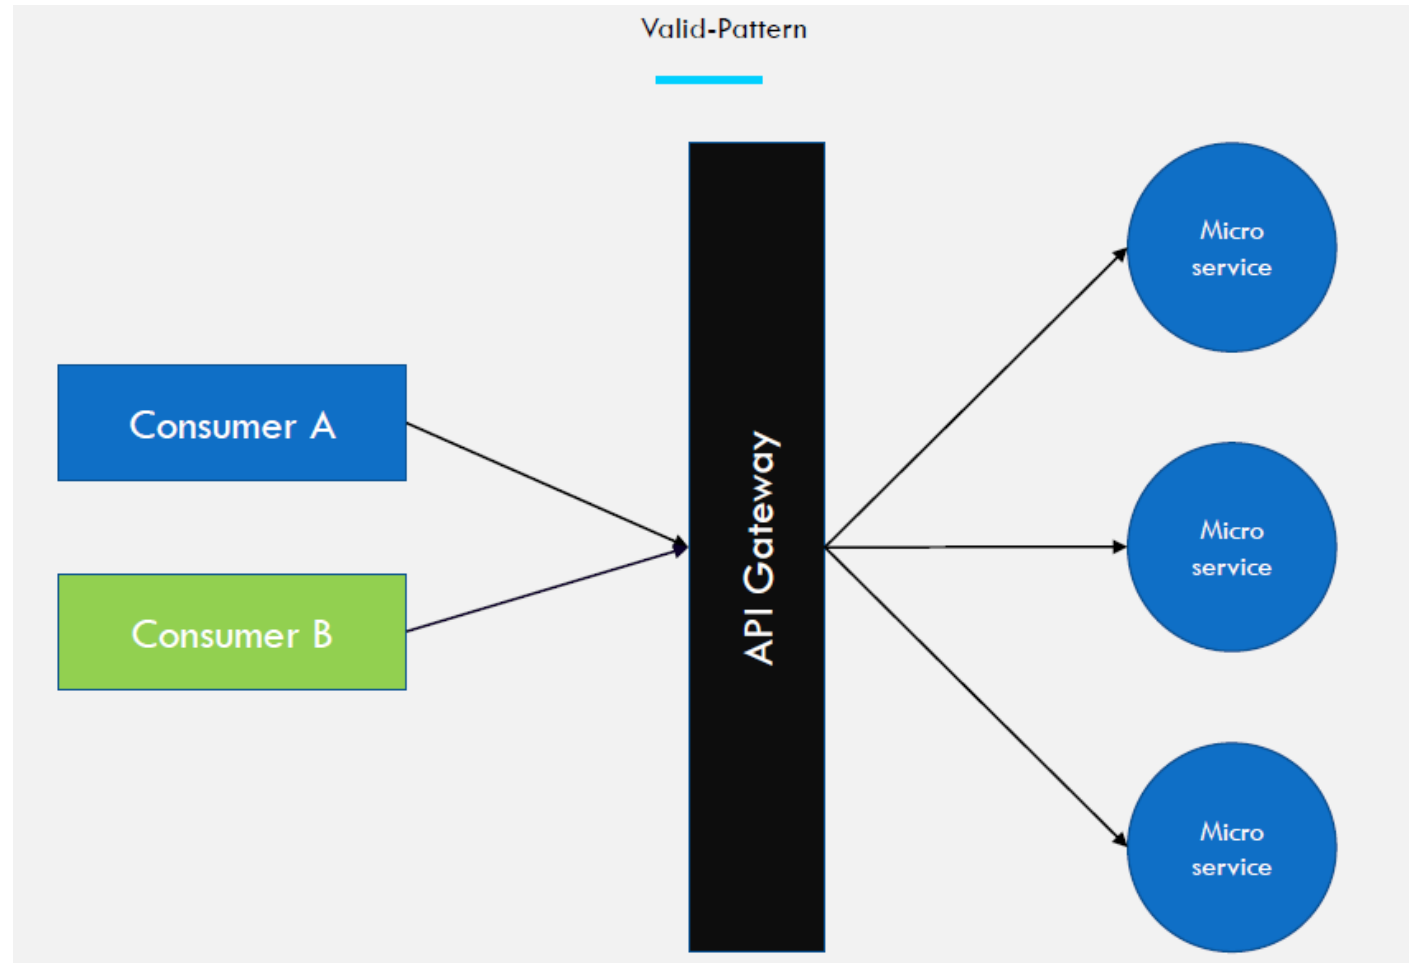 Valid-Pattern
Consumer A
Consumer B
API Gateway
Micro
service
Micro
service
Micro
service